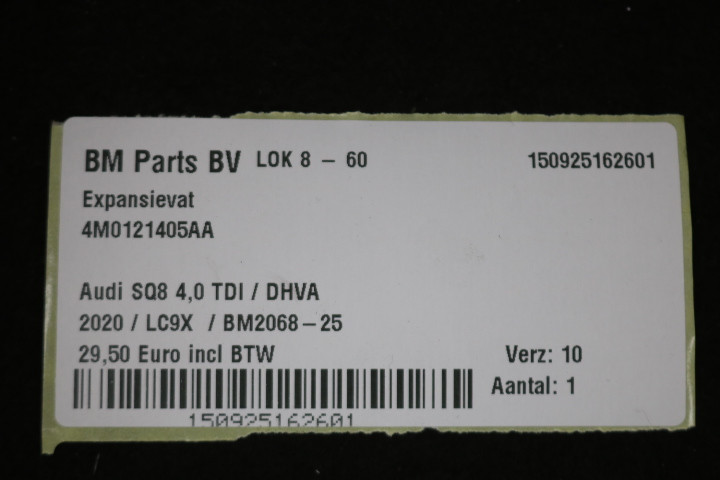 BM Parts BV LOK 8 – 60 150925162601
Expansievat
4M0121405AA
Audi SQ8 4,0 TDI / DHVA
2020 / LC9X / BM2068-25
29,50 Euro incl BTW Verz: 10
Aantal: 1
150925162601